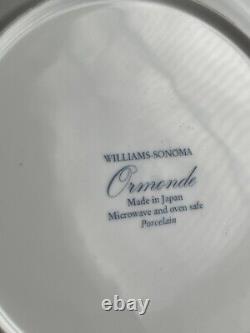 WILLIAMS-SONOMA
Ormonde
Made in Japan
Microwave and oven safe
Porcelain